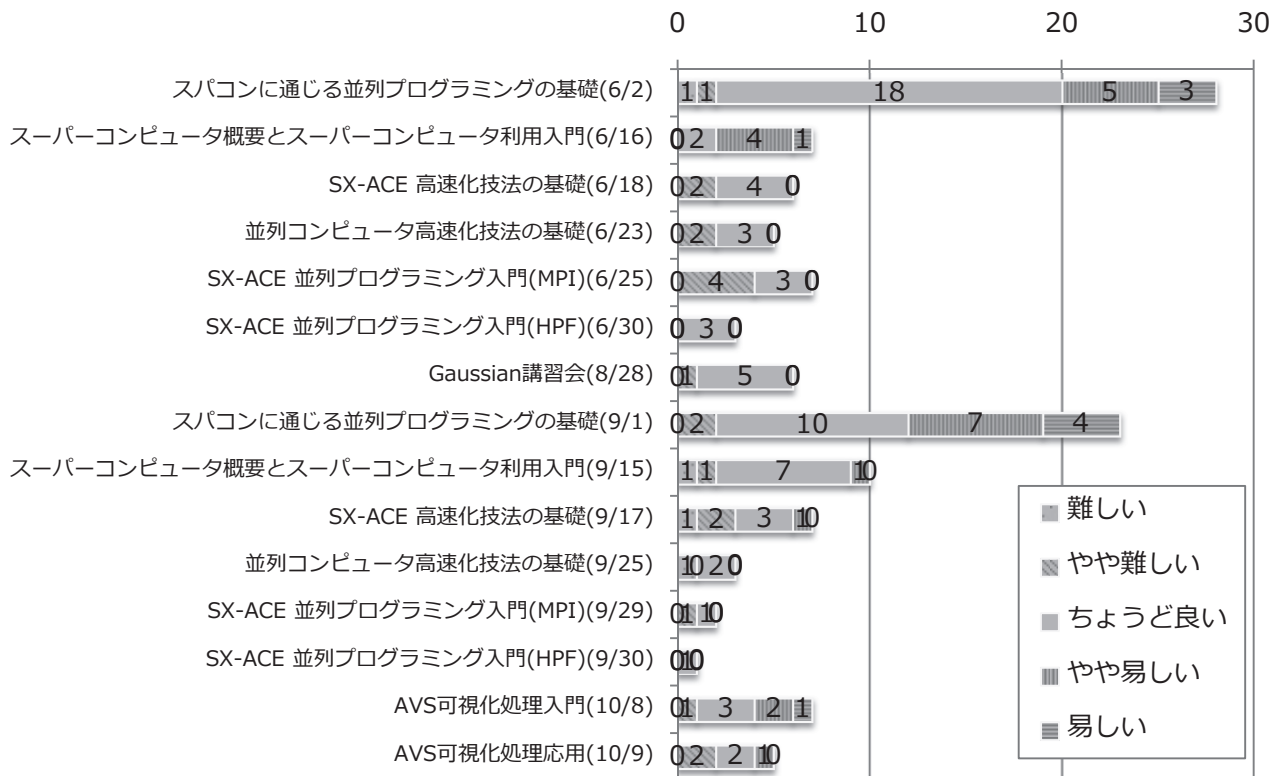 0 10 20 30
スパコンに通じる並列プログラミングの基礎(6/2) 1 1 18 5 3
スーパーコンピュータ概要とスーパーコンピュータ利用入門(6/16) 0 2 4 1
SX-ACE 高速化技法の基礎(6/18) 0 2 4 0
並列コンピュータ高速化技法の基礎(6/23) 0 2 3 0
SX-ACE 並列プログラミング入門(MPI)(6/25) 0 4 3 0
SX-ACE 並列プログラミング入門(HPF)(6/30) 0 3 0
Gaussian講習会(8/28) 0 1 5 0
スパコンに通じる並列プログラミングの基礎(9/1) 0 2 10 7 4
スーパーコンピュータ概要とスーパーコンピュータ利用入門(9/15) 1 1 7 1 0
SX-ACE 高速化技法の基礎(9/17) 1 2 3 1 0
並列コンピュータ高速化技法の基礎(9/25) 1 0 2 0
SX-ACE 並列プログラミング入門(MPI)(9/29) 0 1 1 0
SX-ACE 並列プログラミング入門(HPF)(9/30) 0 1 0
AVS可視化処理入門(10/8) 0 1 3 2 1
AVS可視化処理応用(10/9) 0 2 2 1 0
難しい
やや難しい
ちょうど良い
やや易しい
易しい